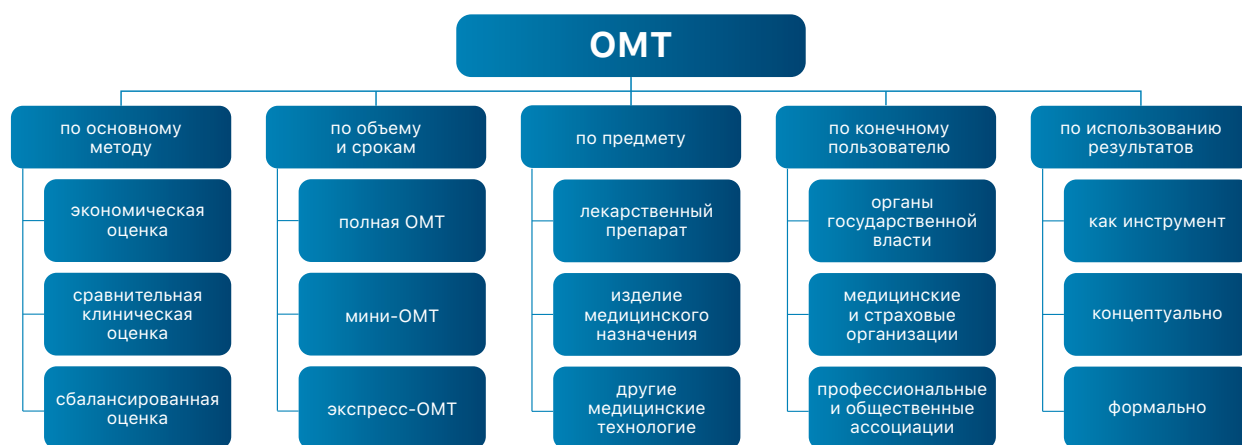 ОМТ
по основному
методу
экономическая
оценка
сравнительная
клиническая
оценка
сбалансированная
оценка
по объему
и срокам
полная ОМТ
мини-ОМТ
экспресс-ОМТ
по предмету
лекарственный
препарат
изделие
медицинского
назначения
другие
медицинские
технологие
по конечному
пользователю
органы
государственной
власти
медицинские
и страховые
организации
профессиональные
и общественные
ассоциации
по использованию
результатов
как инструмент
концептуально
формально